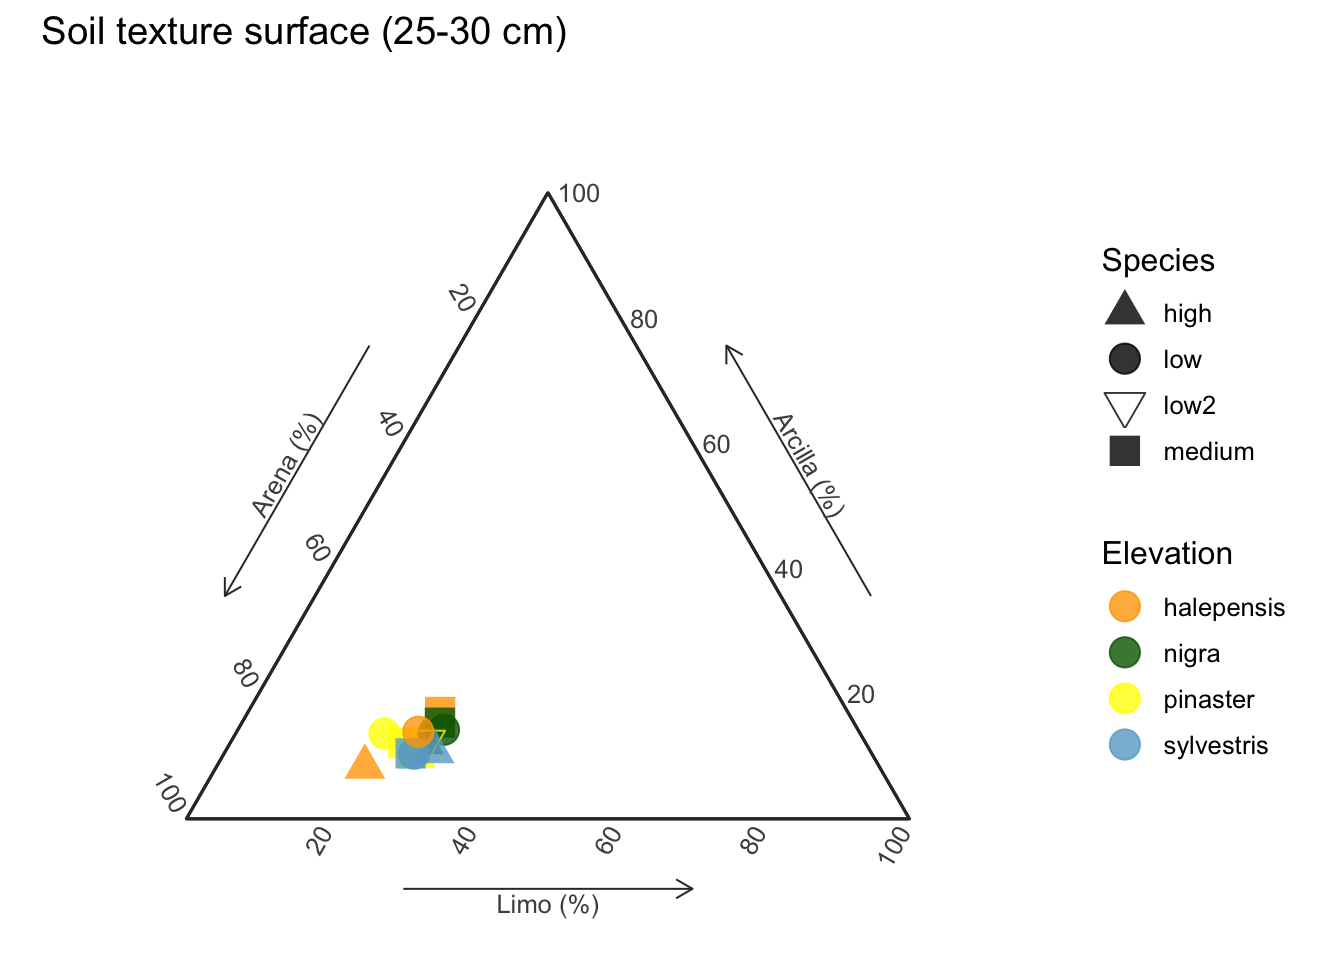 Soil texture surface (25-30 cm)
100
20
80
40
60
60
40
80
20
100
20
40
60
80
100
Arena (%)
Arcilla (%)
Limo (%)
Species
high
low
low2
medium
Elevation
halepensis
nigra
pinaster
sylvestris